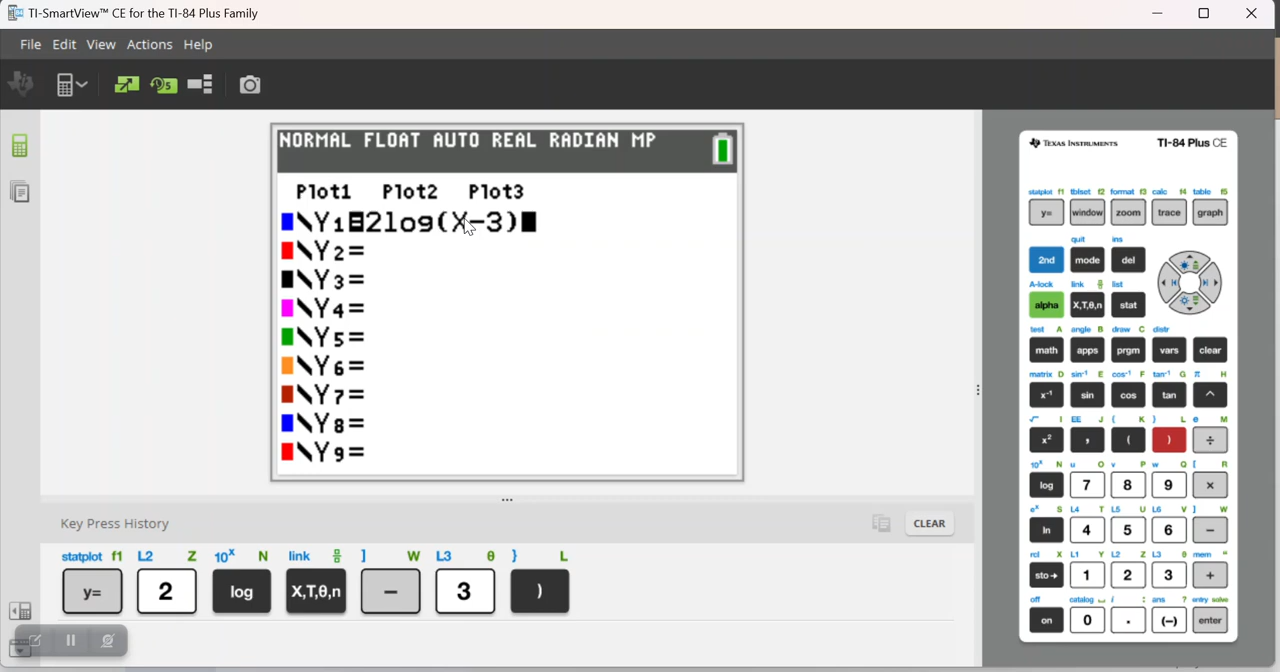 TI-SmartView™ CE for the TI-84 Plus Family
File Edit View Actions Help
NORMAL FLOAT AUTO REAL RADIAN MP
Plot1 Plot2 Plot3
\Y1=2log(X-3)
\Y2=
\Y3=
\Y4=
\Y5=
\Y6=
\Y7=
\Y8=
\Y9=
Key Press History
CLEAR
statplot f1 L2 Z 10ˣ N link ] W L3 θ } L
y= 2 log X,T,θ,n − 3 )
TEXAS INSTRUMENTS TI-84 Plus CE
statplot f1 tblset f2 format f3 calc f4 table f5
y= window zoom trace graph
quit ins
2nd mode del
A-lock link list
alpha X,T,θ,n stat
test A angle B draw C distr
math apps prgm vars clear
matrix D sin⁻¹ E cos⁻¹ F tan⁻¹ G π H
x⁻¹ sin cos tan ^
√ I EE J { K } L e M
x² , ( ) ÷
10ˣ N u O v P w Q [ R
log 7 8 9 ×
eˣ S L4 T L5 U L6 V ] W
ln 4 5 6 −
rcl X L1 Y L2 Z L3 θ mem "
sto→ 1 2 3 +
off catalog i : ans ? entry solve
on 0 . (−) enter